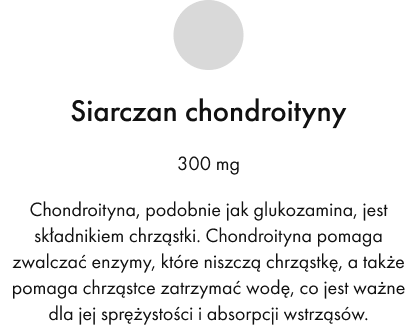 Siarczan chondroityny
300 mg
Chondroityna, podobnie jak glukozamina, jest
składnikiem chrząstki. Chondroityna pomaga
zwalczać enzymy, które niszczą chrząstkę, a także
pomaga chrząstce zatrzymać wodę, co jest ważne
dla jej sprężystości i absorpcji wstrząsów.